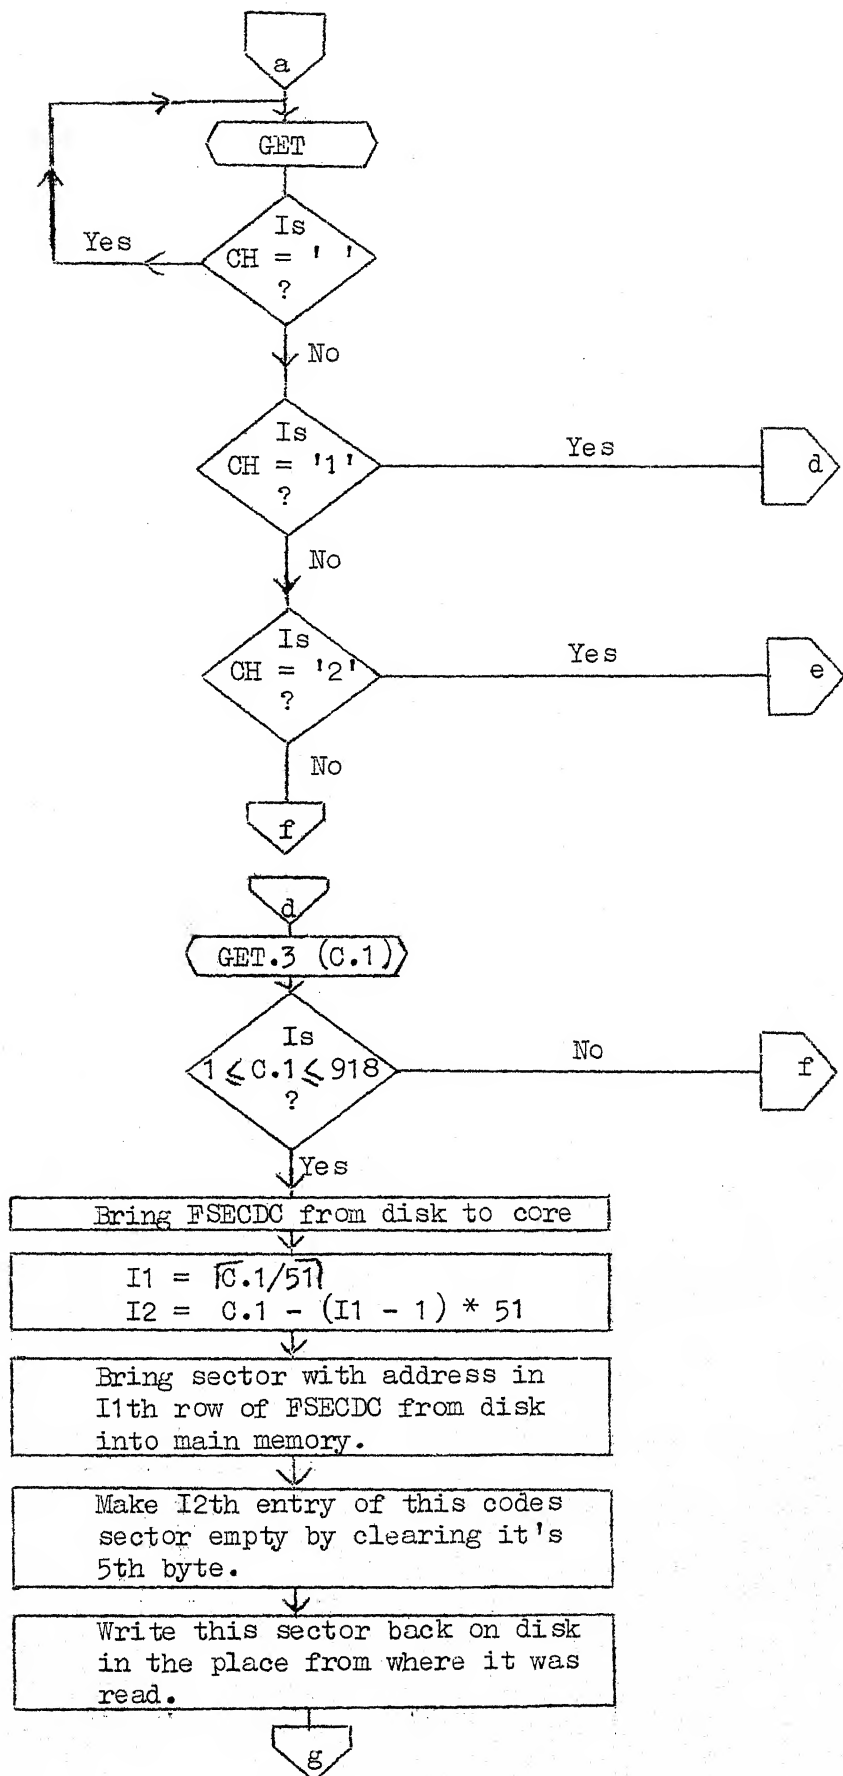 a
GET
Is
CH = ' '
?
Yes
No
Is
CH = '1'
?
Yes
d
No
Is
CH = '2'
?
Yes
e
No
f
d
GET.3 (C.1)
Is
1 ≤ C.1 ≤ 918
?
No
f
Yes
Bring FSECDC from disk to core
I1 = ⌈C.1/51⌉
I2 = C.1 - (I1 - 1) * 51
Bring sector with address in
I1th row of FSECDC from disk
into main memory.
Make I2th entry of this codes
sector empty by clearing it's
5th byte.
Write this sector back on disk
in the place from where it was
read.
g